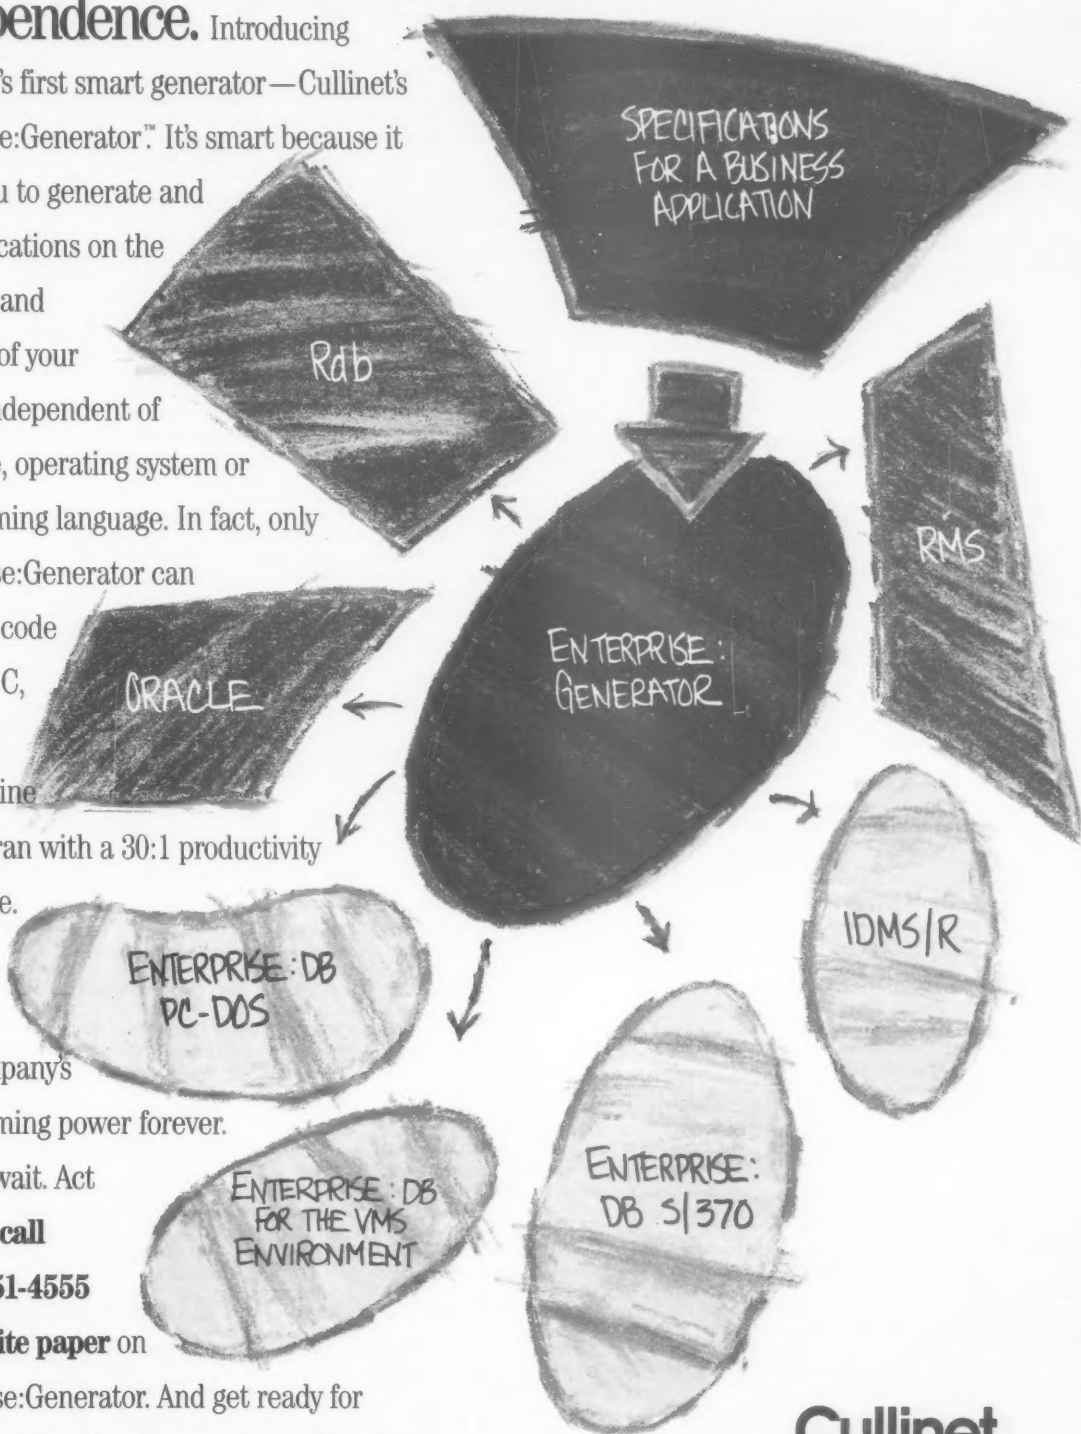 pendence. Introducing
's first smart generator—Cullinet's
e:Generator.™ It's smart because it
u to generate and
cations on the
and
of your
dependent of
, operating system or
ning language. In fact, only
e:Generator can
code
C,
ine
ran with a 30:1 productivity
e.
pany's
ning power forever.
vait. Act
call
51-4555
ite paper on
se:Generator. And get ready for
SPECIFICATIONS
FOR A BUSINESS
APPLICATION
Rdb
RMS
ENTERPRISE:
GENERATOR
ORACLE
IDMS/R
ENTERPRISE: DB
PC-DOS
ENTERPRISE: DB
FOR THE VMS
ENVIRONMENT
ENTERPRISE:
DB S/370
Cullinet